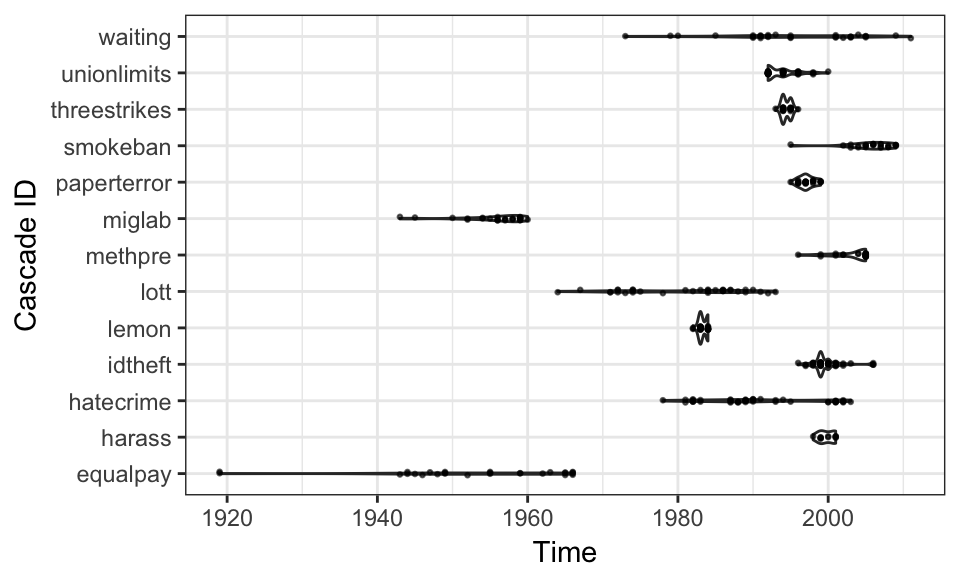 Cascade ID
waiting
unionlimits
threestrikes
smokeban
paperterror
miglab
methpre
lott
lemon
idtheft
hatecrime
harass
equalpay
1920 1940 1960 1980 2000
Time